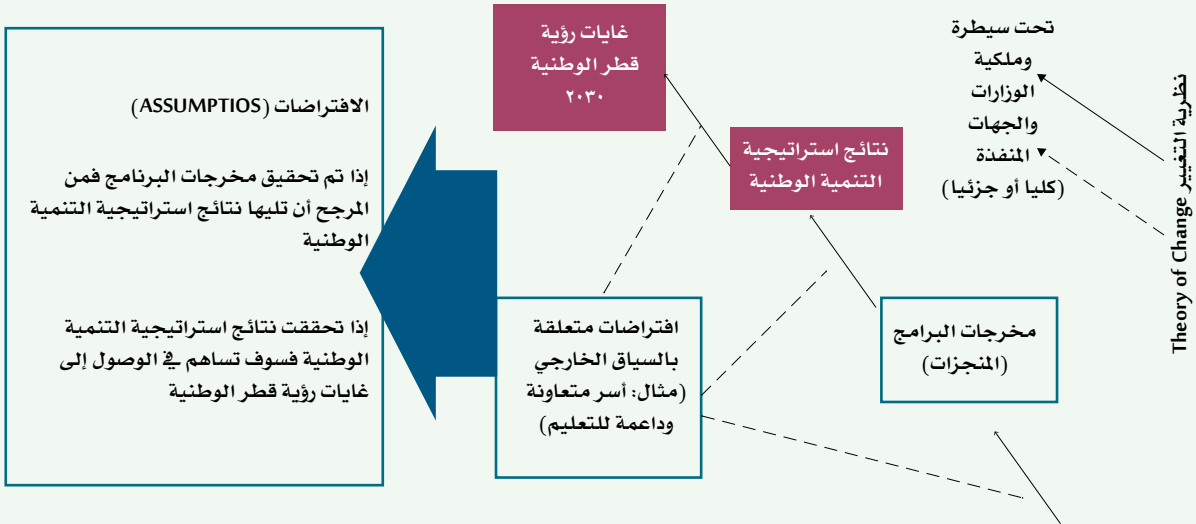 نظرية التغيير Theory of Change
تحت سيطرة
وملكية
الوزارات
والجهات
المنفذة
(كليا أو جزئيا)
غايات رؤية
قطر الوطنية
٢٠٣٠
نتائج استراتيجية
التنمية الوطنية
مخرجات البرامج
(المنجزات)
افتراضات متعلقة
بالسياق الخارجي
(مثال: أسر متعاونة
وداعمة للتعليم)
الافتراضات (ASSUMPTIOS)
إذا تم تحقيق مخرجات البرنامج فمن
المرجح أن تليها نتائج استراتيجية التنمية
الوطنية
إذا تحققت نتائج استراتيجية التنمية
الوطنية فسوف تساهم في الوصول إلى
غايات رؤية قطر الوطنية